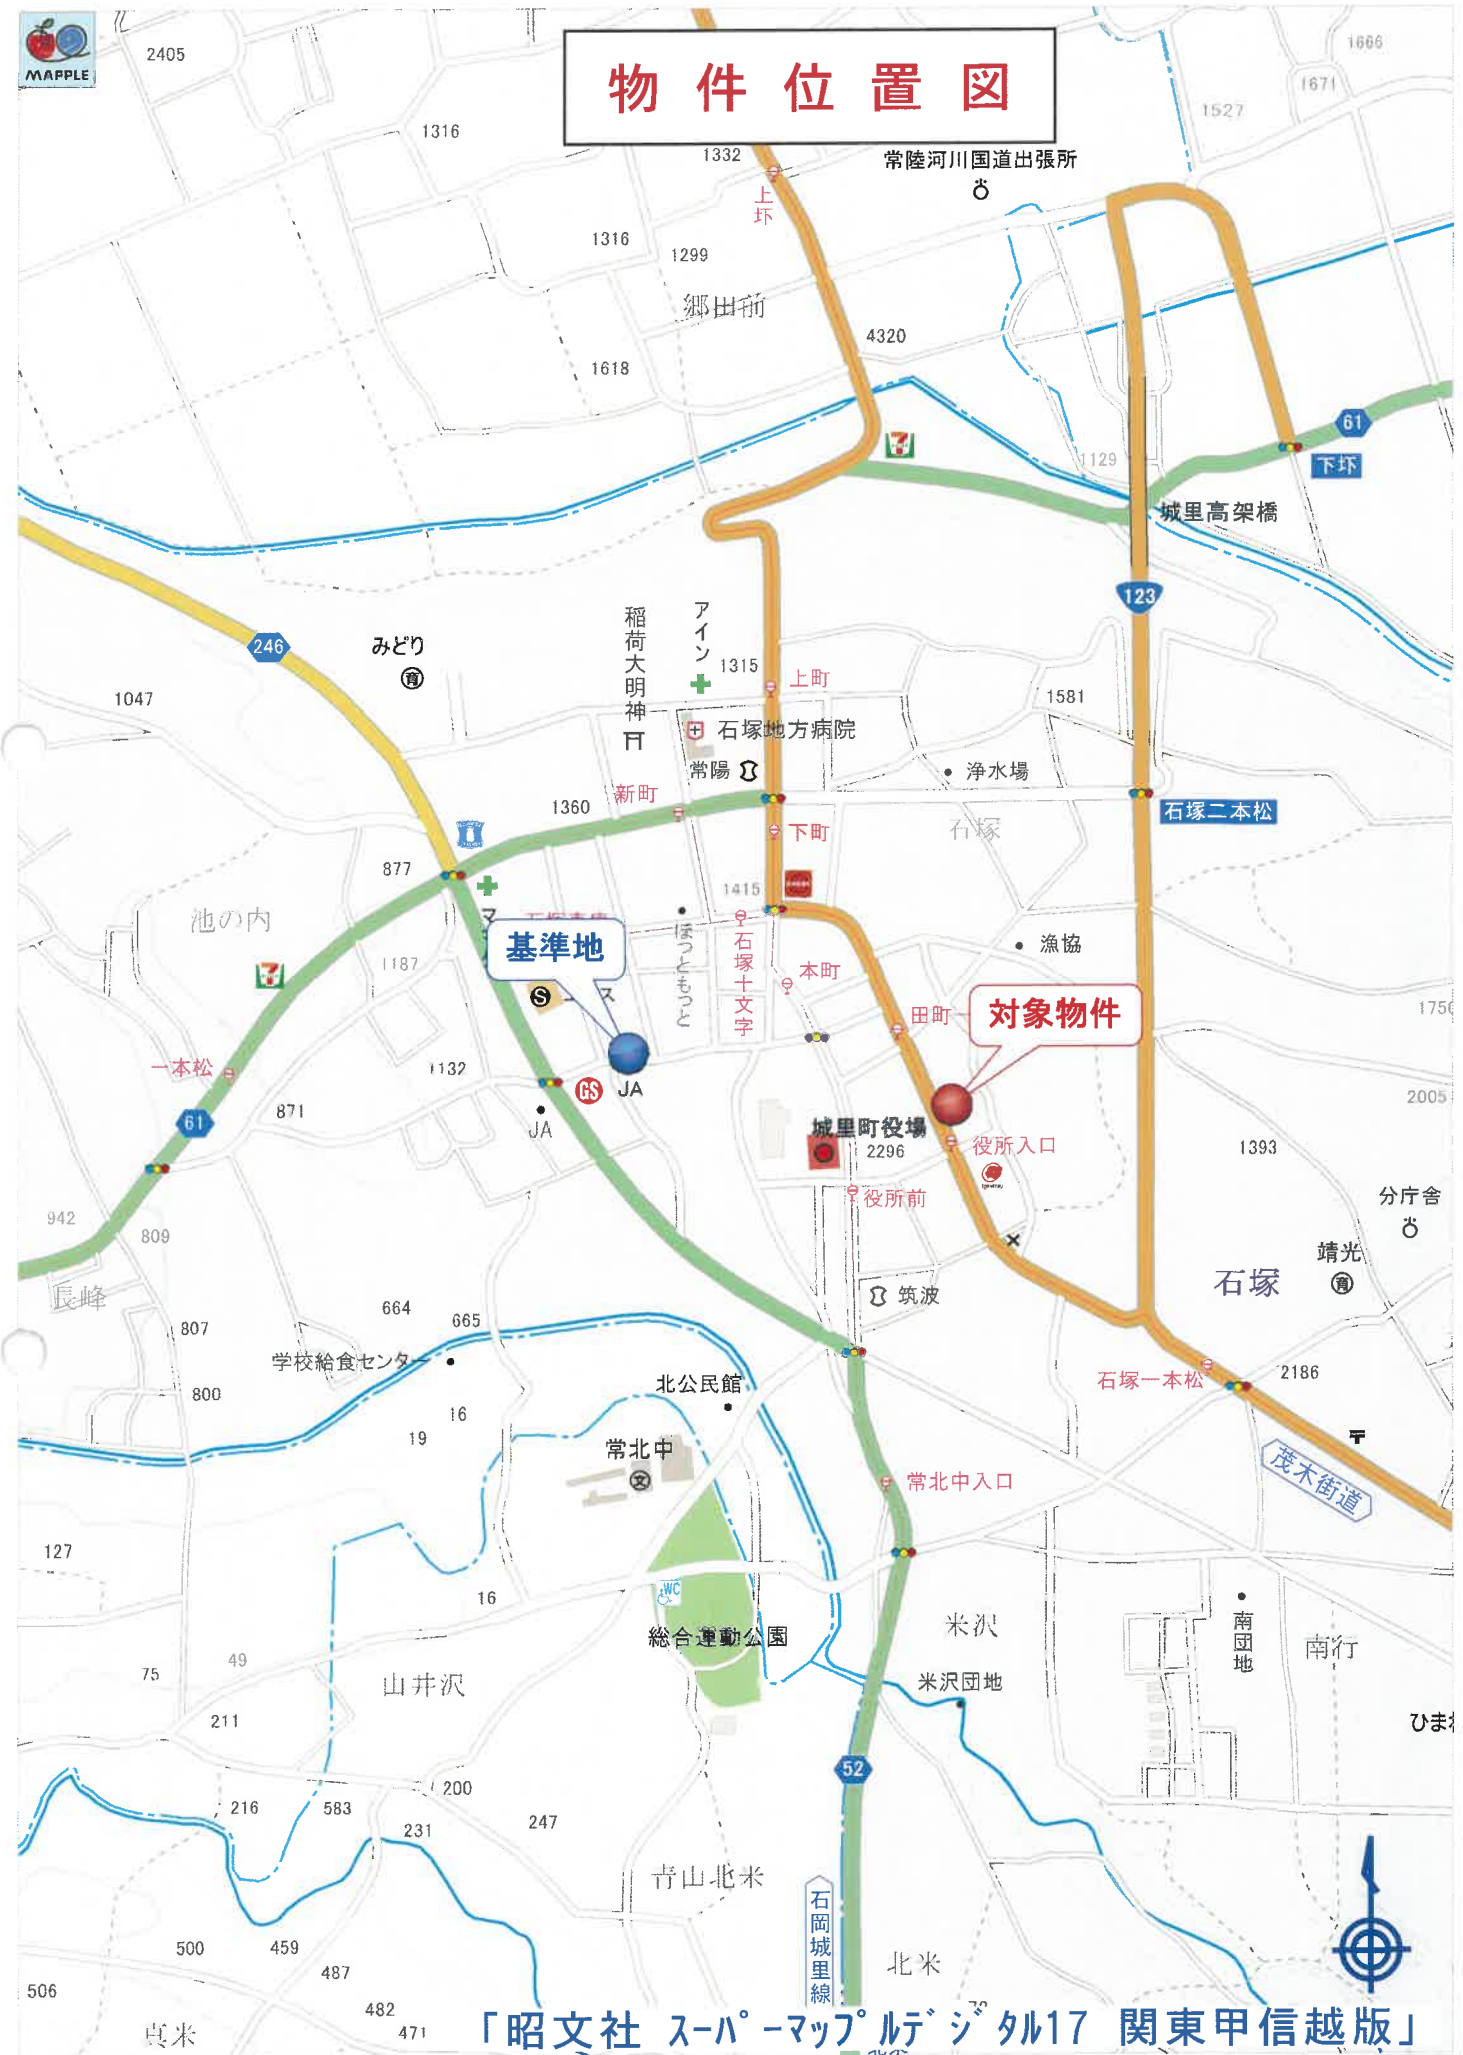 MAPPLE
物件位置図
2405
1666
1671
1527
1316
1332
常陸河川国道出張所
上圷
1316
1299
郷田前
4320
1618
61
下圷
1129
城里高架橋
123
246
みどり
稲荷大明神
アイン
1315
上町
1047
1581
石塚地方病院
常陽
浄水場
新町
1360
石塚二本松
下町
石塚
877
1415
池の内
基準地
ほっともっと
石塚十文字
漁協
1187
本町
ス
対象物件
田町
一本松
1132
GS
JA
JA
871
61
城里町役場
2296
役所入口
1393
役所前
分庁舎
942
809
靖光
石塚
長峰
筑波
664
665
807
学校給食センター
石塚一本松
2186
800
北公民館
16
19
常北中
常北中入口
茂木街道
127
WC
16
総合運動公園
米沢
南団地
南行
75
49
山井沢
米沢団地
211
ひま
52
200
216
583
231
247
青山北米
石岡城里線
500
459
487
北米
506
482
471
真米
「昭文社 スーパーマップルデジタル17 関東甲信越版」